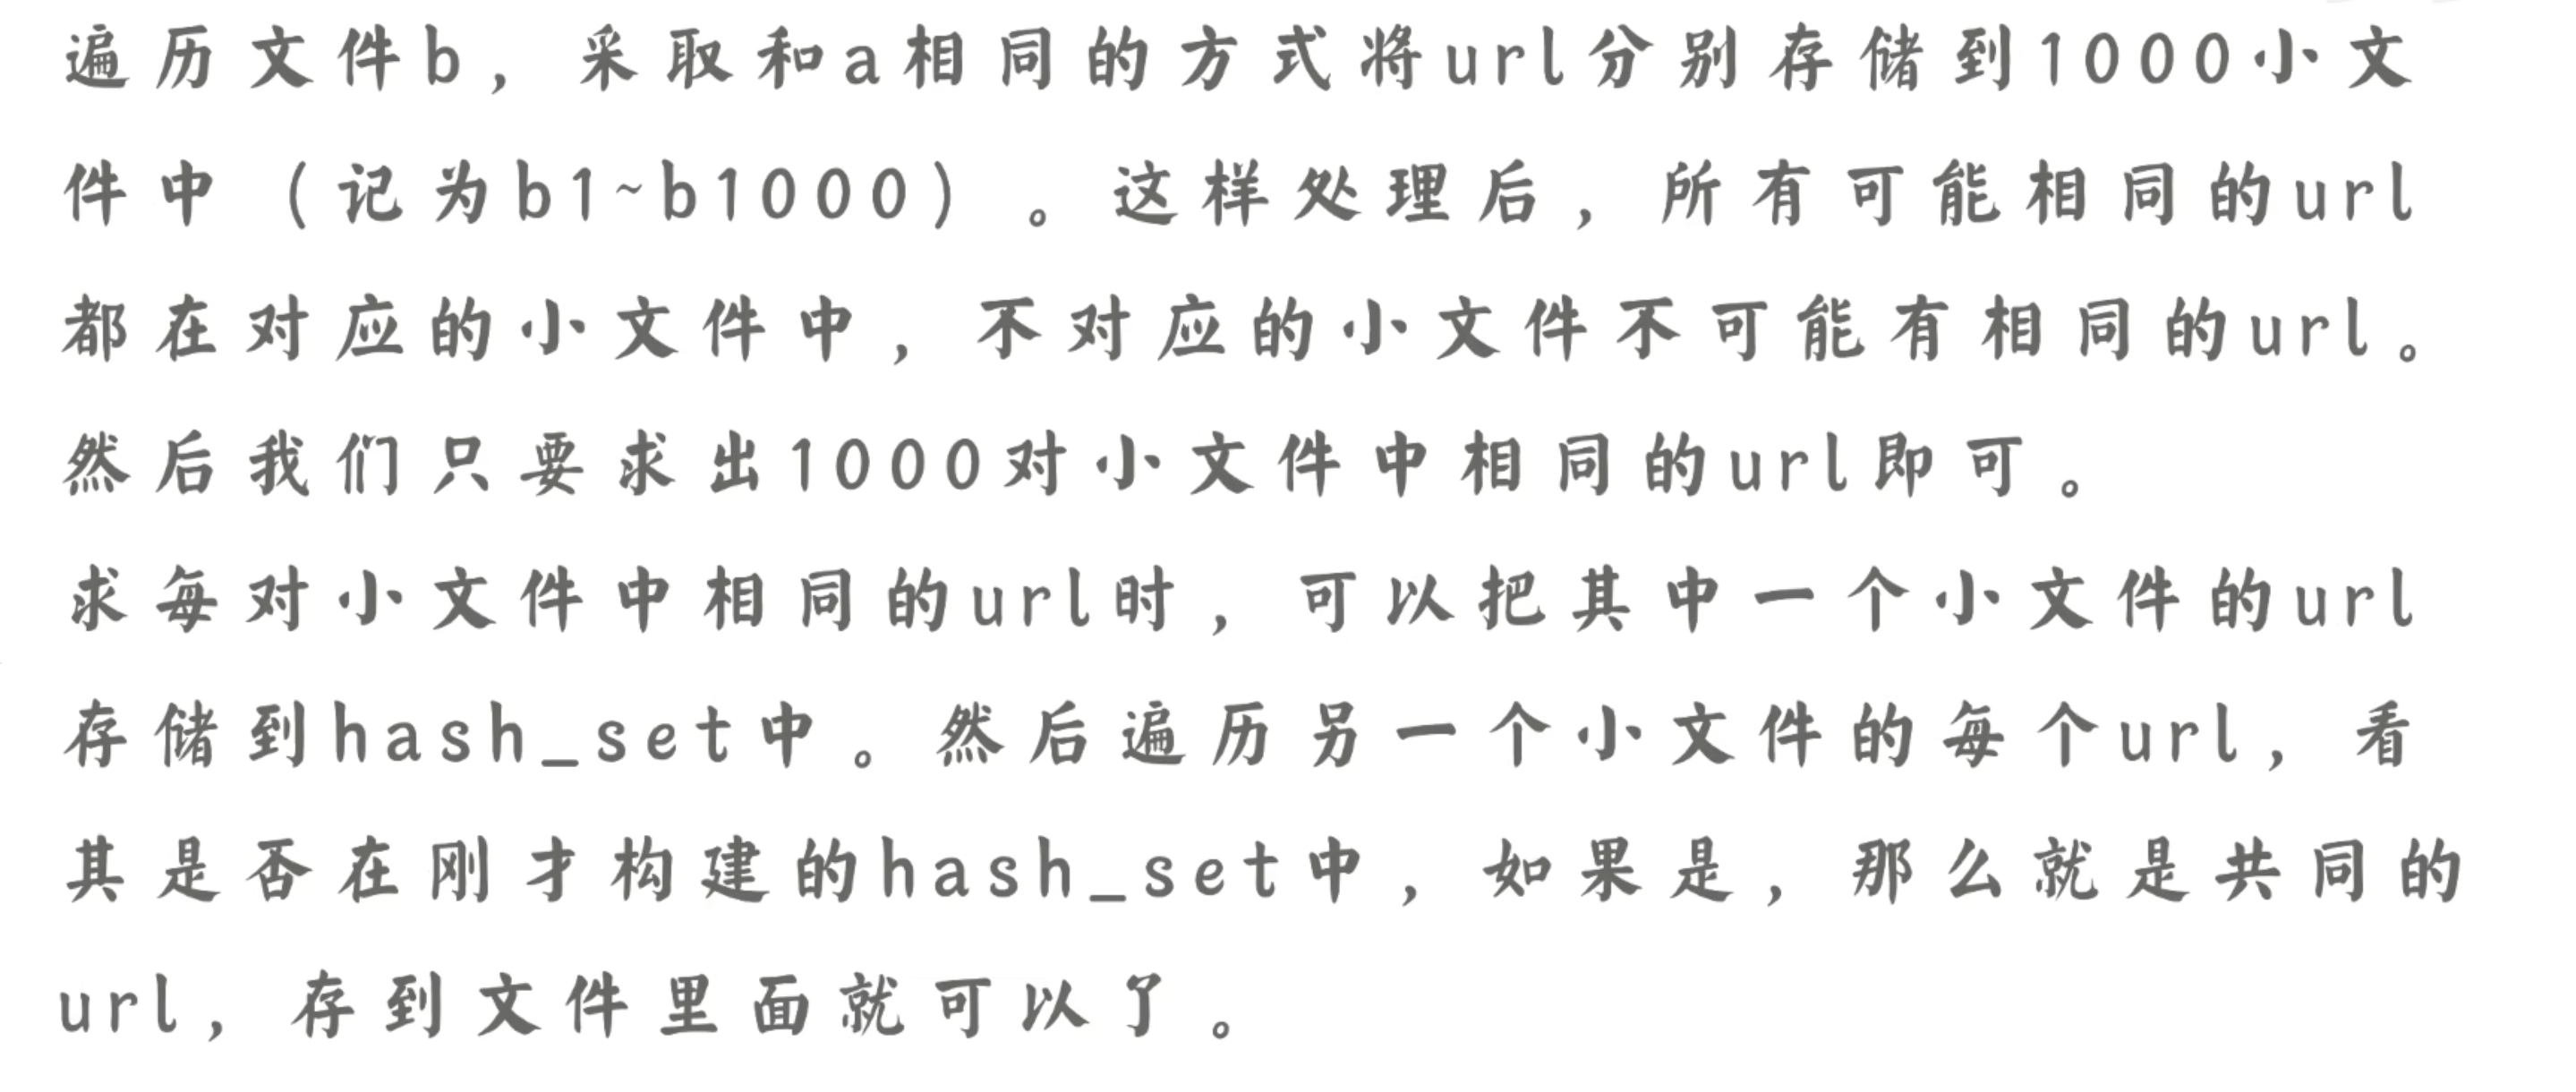 遍历文件b，采取和a相同的方式将url分别存储到1000小文
件中（记为b1~b1000）。这样处理后，所有可能相同的url
都在对应的小文件中，不对应的小文件不可能有相同的url。
然后我们只要求出1000对小文件中相同的url即可。
求每对小文件中相同的url时，可以把其中一个小文件的url
存储到hash_set中。然后遍历另一个小文件的每个url，看
其是否在刚才构建的hash_set中，如果是，那么就是共同的
url，存到文件里面就可以了。